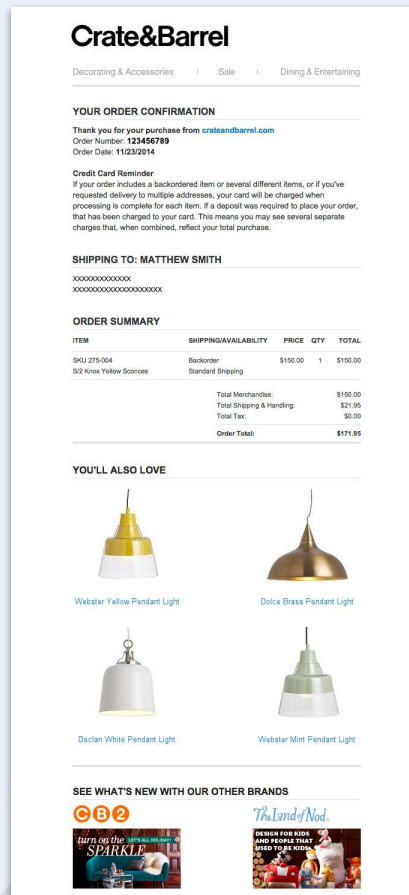 Crate&Barrel
Decorating & Accessories | Sale | Dining & Entertaining
YOUR ORDER CONFIRMATION
Thank you for your purchase from crateandbarrel.com
Order Number: 123456789
Order Date: 11/23/2014
Credit Card Reminder
If your order includes a backordered item or several different items, or if you've
requested delivery to multiple addresses, your card will be charged when
processing is complete for each item. If a deposit was required to place your order,
that has been charged to your card. This means you may see several separate
charges that, when combined, reflect your total purchase.
SHIPPING TO: MATTHEW SMITH
XXXXXXXXXXXXX
XXXXXXXXXXXXXXXXXXXX
ORDER SUMMARY
ITEM SHIPPING/AVAILABILITY PRICE QTY TOTAL
SKU 275-004 Backorder $150.00 1 $150.00
S/2 Knox Yellow Sconces Standard Shipping
Total Merchandise: $150.00
Total Shipping & Handling: $21.95
Total Tax: $0.00
Order Total: $171.95
YOU'LL ALSO LOVE
Webster Yellow Pendant Light Dolce Brass Pendant Light
Declan White Pendant Light Webster Mint Pendant Light
SEE WHAT'S NEW WITH OUR OTHER BRANDS
CB2 The Land of Nod.
turn on the LET'S ALL HOLIDAY!
SPARKLE
DESIGN FOR KIDS
AND PEOPLE THAT
USED TO BE KIDS.